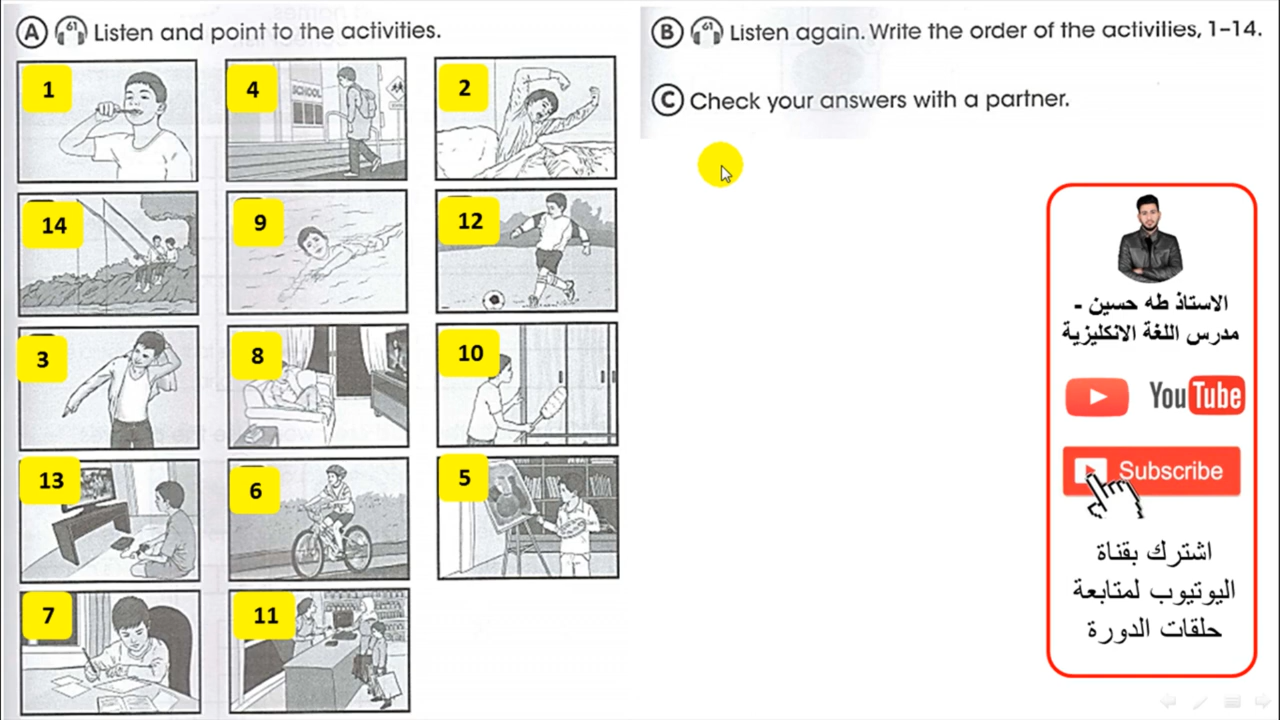 A 61 Listen and point to the activities.
1
4 SCHOOL
2
14
9
12
3
8
10
13
6
5
7
11
B 61 Listen again. Write the order of the activities, 1–14.
C Check your answers with a partner.
الاستاذ طه حسين -
مدرس اللغة الانكليزية
YouTube
Subscribe
اشترك بقناة
اليوتيوب لمتابعة
حلقات الدورة